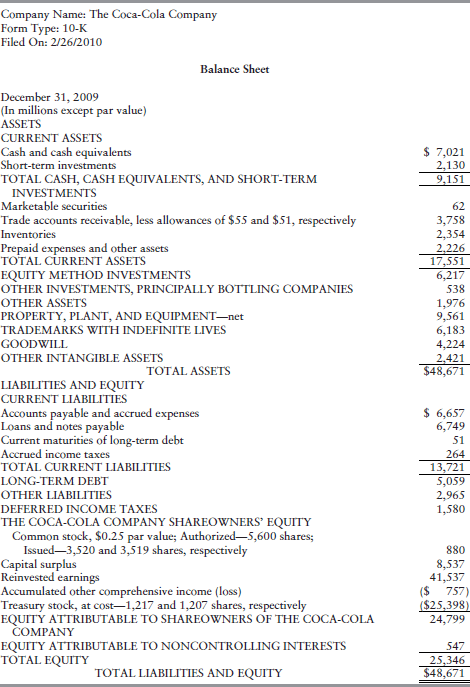 Company Name: The Coca-Cola Company
Form Type: 10-K
Filed On: 2/26/2010
Balance Sheet
December 31, 2009
(In millions except par value)
ASSETS
CURRENT ASSETS
Cash and cash equivalents $ 7,021
Short-term investments 2,130
TOTAL CASH, CASH EQUIVALENTS, AND SHORT-TERM 9,151
INVESTMENTS
Marketable securities 62
Trade accounts receivable, less allowances of $55 and $51, respectively 3,758
Inventories 2,354
Prepaid expenses and other assets 2,226
TOTAL CURRENT ASSETS 17,551
EQUITY METHOD INVESTMENTS 6,217
OTHER INVESTMENTS, PRINCIPALLY BOTTLING COMPANIES 538
OTHER ASSETS 1,976
PROPERTY, PLANT, AND EQUIPMENT—net 9,561
TRADEMARKS WITH INDEFINITE LIVES 6,183
GOODWILL 4,224
OTHER INTANGIBLE ASSETS 2,421
TOTAL ASSETS $48,671
LIABILITIES AND EQUITY
CURRENT LIABILITIES
Accounts payable and accrued expenses $ 6,657
Loans and notes payable 6,749
Current maturities of long-term debt 51
Accrued income taxes 264
TOTAL CURRENT LIABILITIES 13,721
LONG-TERM DEBT 5,059
OTHER LIABILITIES 2,965
DEFERRED INCOME TAXES 1,580
THE COCA-COLA COMPANY SHAREOWNERS' EQUITY
Common stock, $0.25 par value; Authorized—5,600 shares;
Issued—3,520 and 3,519 shares, respectively 880
Capital surplus 8,537
Reinvested earnings 41,537
Accumulated other comprehensive income (loss) ($ 757)
Treasury stock, at cost—1,217 and 1,207 shares, respectively ($25,398)
EQUITY ATTRIBUTABLE TO SHAREOWNERS OF THE COCA-COLA 24,799
COMPANY
EQUITY ATTRIBUTABLE TO NONCONTROLLING INTERESTS 547
TOTAL EQUITY 25,346
TOTAL LIABILITIES AND EQUITY $48,671